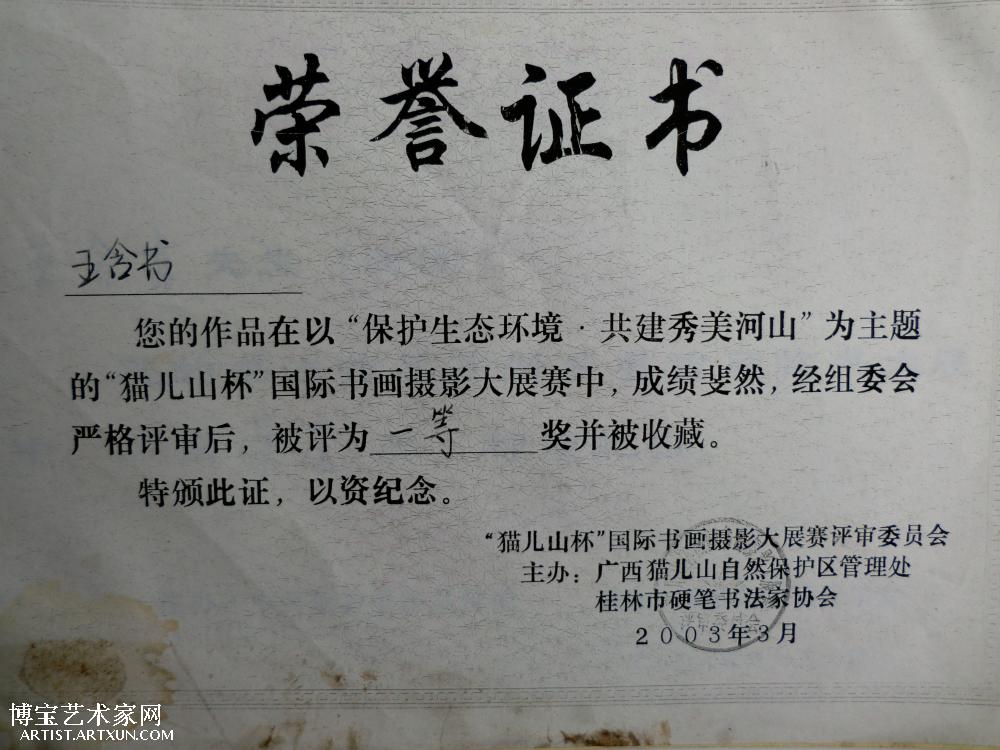 荣誉证书
王含书
您的作品在以“保护生态环境·共建秀美河山”为主题
的“猫儿山杯”国际书画摄影大展赛中，成绩斐然，经组委会
严格评审后，被评为一等奖并被收藏。
特颁此证，以资纪念。
“猫儿山杯”国际书画摄影大展赛评审委员会
主办：广西猫儿山自然保护区管理处
桂林市硬笔书法家协会
2003年3月
博宝艺术家网
ARTIST.ARTXUN.COM